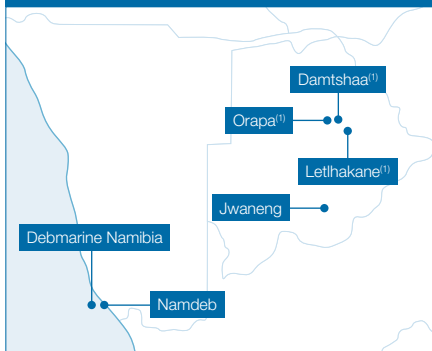 Damtshaa(1)
Orapa(1)
Letlhakane(1)
Jwaneng
Debmarine Namibia
Namdeb